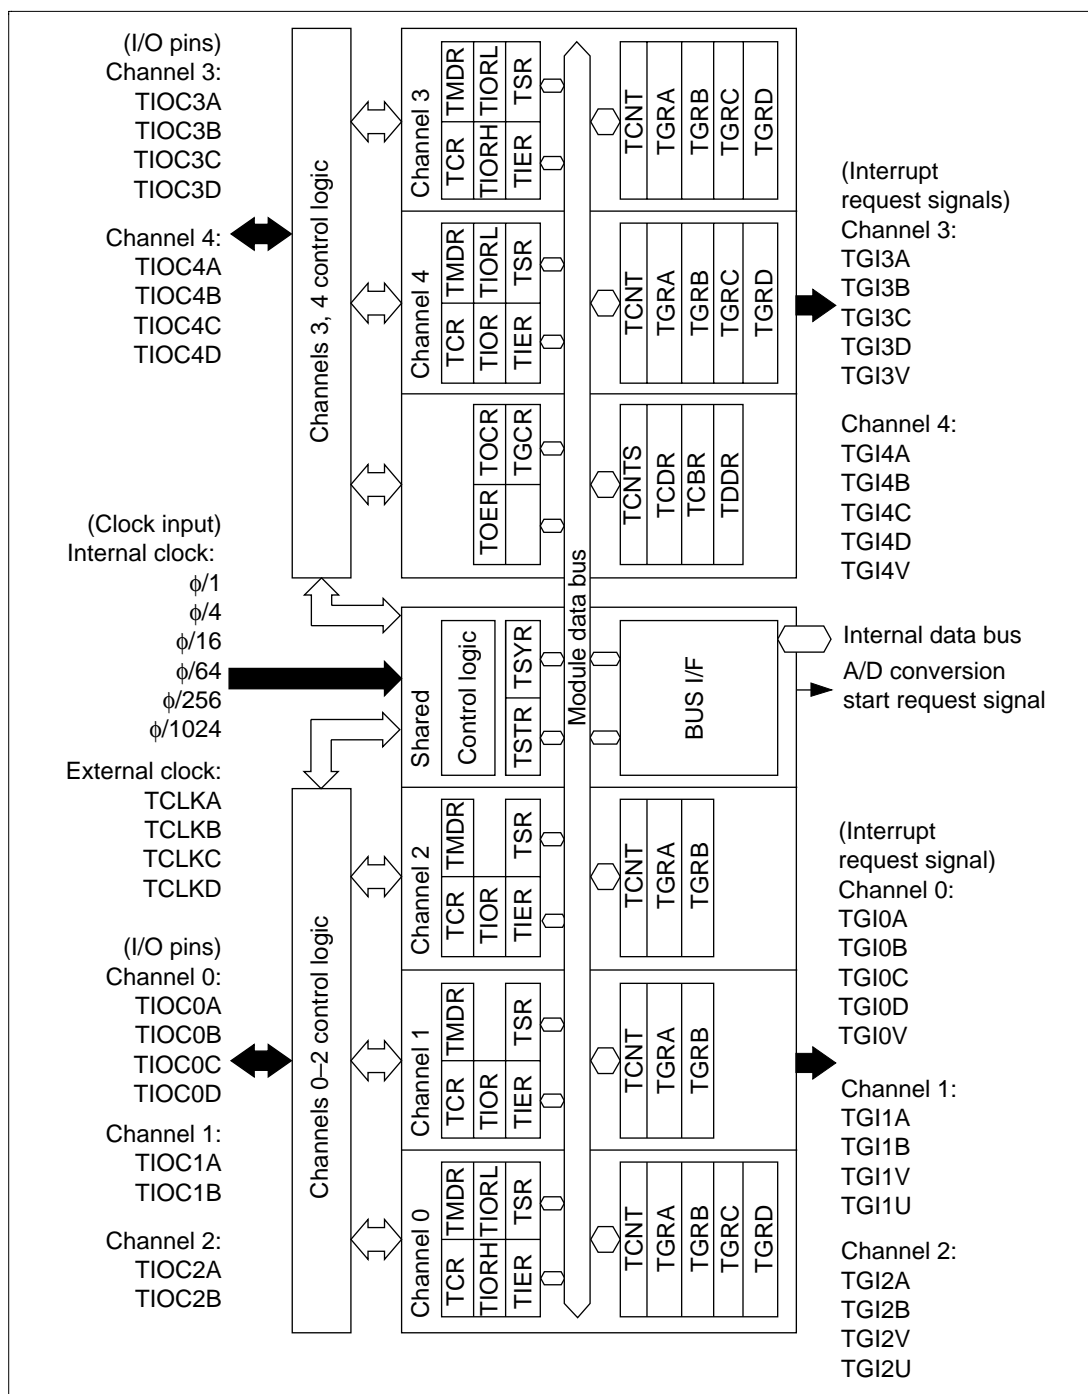 (I/O pins)
Channel 3:
TIOC3A
TIOC3B
TIOC3C
TIOC3D
Channel 4:
TIOC4A
TIOC4B
TIOC4C
TIOC4D
(Clock input)
Internal clock:
ϕ/1
ϕ/4
ϕ/16
ϕ/64
ϕ/256
ϕ/1024
External clock:
TCLKA
TCLKB
TCLKC
TCLKD
(I/O pins)
Channel 0:
TIOC0A
TIOC0B
TIOC0C
TIOC0D
Channel 1:
TIOC1A
TIOC1B
Channel 2:
TIOC2A
TIOC2B
Channels 3, 4 control logic
Channels 0–2 control logic
Channel 3
TCR
TMDR
TIORH
TIORL
TIER
TSR
TCNT
TGRA
TGRB
TGRC
TGRD
Channel 4
TCR
TMDR
TIOR
TIORL
TIER
TSR
TCNT
TGRA
TGRB
TGRC
TGRD
TOER
TOCR
TGCR
TCNTS
TCDR
TCBR
TDDR
Shared
Control logic
TSTR
TSYR
Module data bus
BUS I/F
Channel 2
TCR
TMDR
TIOR
TIER
TSR
TCNT
TGRA
TGRB
Channel 1
TCR
TMDR
TIOR
TIER
TSR
TCNT
TGRA
TGRB
Channel 0
TCR
TMDR
TIORH
TIORL
TIER
TSR
TCNT
TGRA
TGRB
TGRC
TGRD
(Interrupt
request signals)
Channel 3:
TGI3A
TGI3B
TGI3C
TGI3D
TGI3V
Channel 4:
TGI4A
TGI4B
TGI4C
TGI4D
TGI4V
Internal data bus
A/D conversion
start request signal
(Interrupt
request signal)
Channel 0:
TGI0A
TGI0B
TGI0C
TGI0D
TGI0V
Channel 1:
TGI1A
TGI1B
TGI1V
TGI1U
Channel 2:
TGI2A
TGI2B
TGI2V
TGI2U